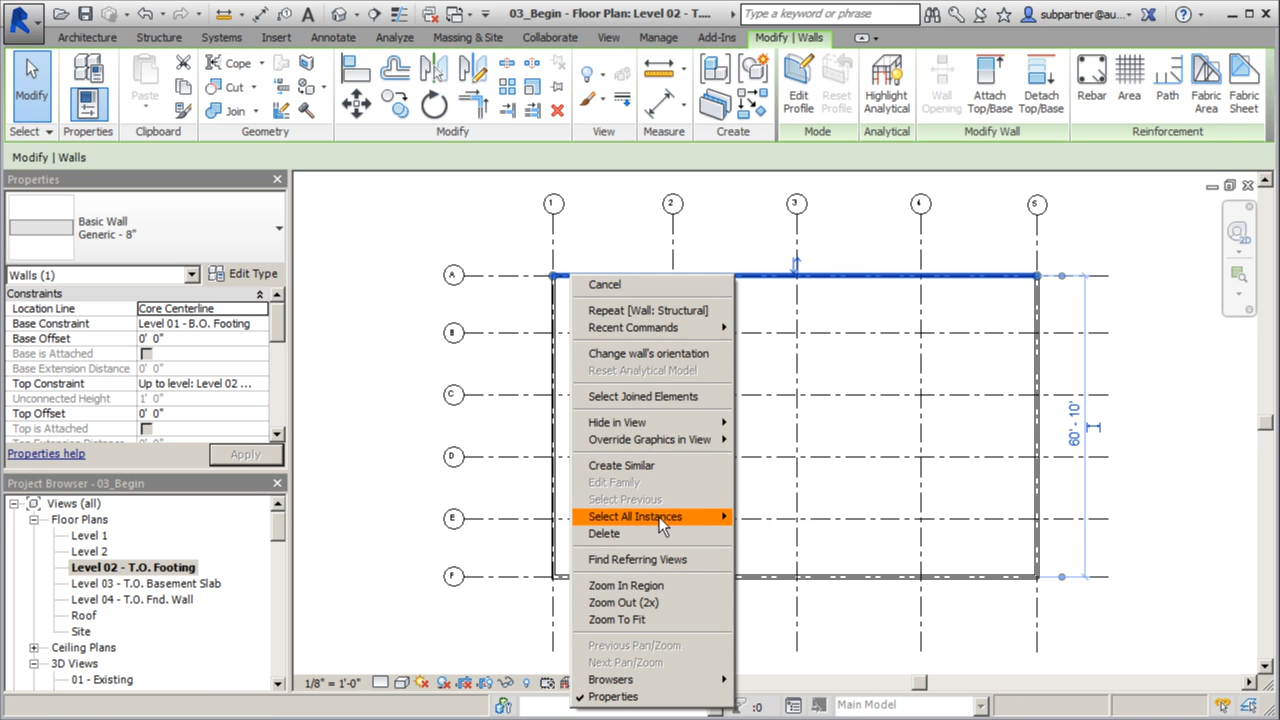 03_Begin - Floor Plan: Level 02 - T....
Type a keyword or phrase
subpartner@au...
Architecture
Structure
Systems
Insert
Annotate
Analyze
Massing & Site
Collaborate
View
Manage
Add-Ins
Modify | Walls
Modify
Paste
Cope
Cut
Join
Edit Profile
Reset Profile
Highlight Analytical
Wall Opening
Attach Top/Base
Detach Top/Base
Rebar
Area
Path
Fabric Area
Fabric Sheet
Select
Properties
Clipboard
Geometry
Modify
View
Measure
Create
Mode
Analytical
Modify Wall
Reinforcement
Modify | Walls
Properties
Basic Wall
Generic - 8"
Walls (1)
Edit Type
Constraints
Location Line Core Centerline
Base Constraint Level 01 - B.O. Footing
Base Offset 0' 0"
Base is Attached
Base Extension Distance 0' 0"
Top Constraint Up to level: Level 02 ...
Unconnected Height 1' 0"
Top Offset 0' 0"
Top is Attached
Properties help
Apply
Project Browser - 03_Begin
Views (all)
Floor Plans
Level 1
Level 2
Level 02 - T.O. Footing
Level 03 - T.O. Basement Slab
Level 04 - T.O. Fnd. Wall
Roof
Site
Ceiling Plans
3D Views
01 - Existing
1
2
3
4
5
A
B
C
D
E
F
60' - 10'
2D
Cancel
Repeat [Wall: Structural]
Recent Commands
Change wall's orientation
Reset Analytical Model
Select Joined Elements
Hide in View
Override Graphics in View
Create Similar
Edit Family
Select Previous
Select All Instances
Delete
Find Referring Views
Zoom In Region
Zoom Out (2x)
Zoom To Fit
Previous Pan/Zoom
Next Pan/Zoom
Browsers
Properties
1/8" = 1'-0"
:0
Main Model